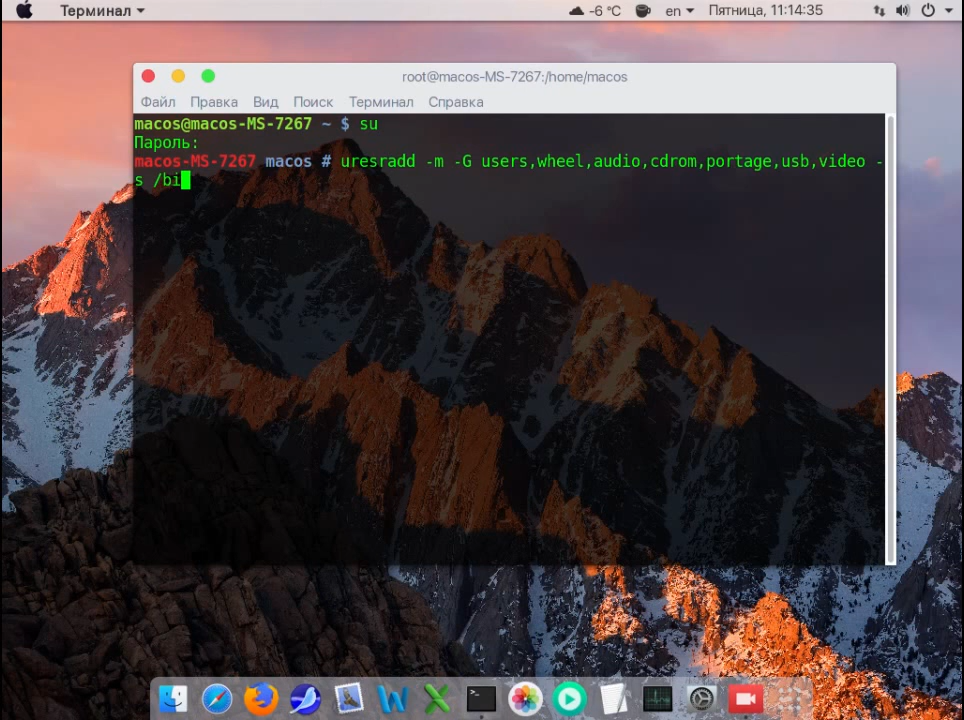 Терминал
-6 °C
en
Пятница, 11:14:35
root@macos-MS-7267:/home/macos
Файл Правка Вид Поиск Терминал Справка
macos@macos-MS-7267 ~ $ su
Пароль:
macos-MS-7267 macos # uresradd -m -G users,wheel,audio,cdrom,portage,usb,video -
s /bi